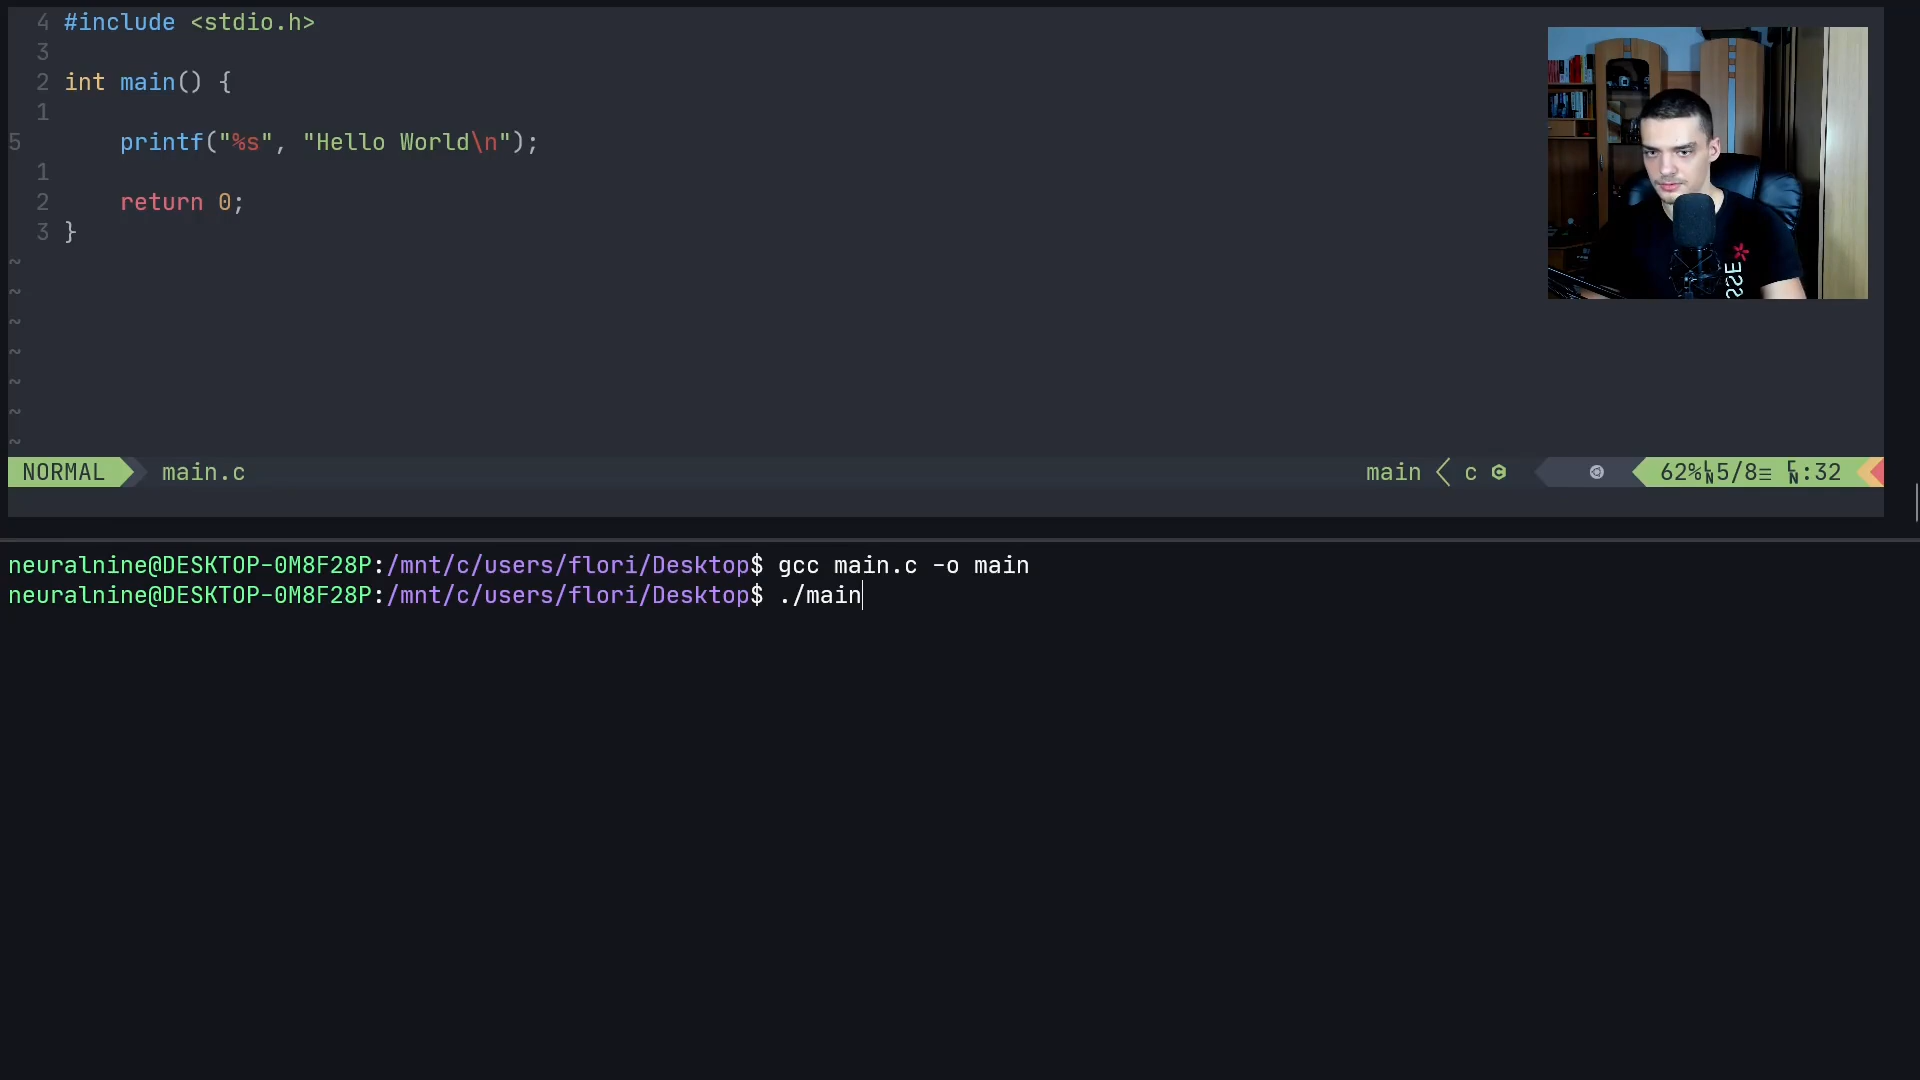 4 #include <stdio.h>
3
2 int main() {
1
5 printf("%s", "Hello World\n");
1
2 return 0;
3 }
~
~
~
~
~
~
~
NORMAL main.c main c 62% LN 5/8≡ CN:32
neuralnine@DESKTOP-0M8F28P:/mnt/c/users/flori/Desktop$ gcc main.c -o main
neuralnine@DESKTOP-0M8F28P:/mnt/c/users/flori/Desktop$ ./main